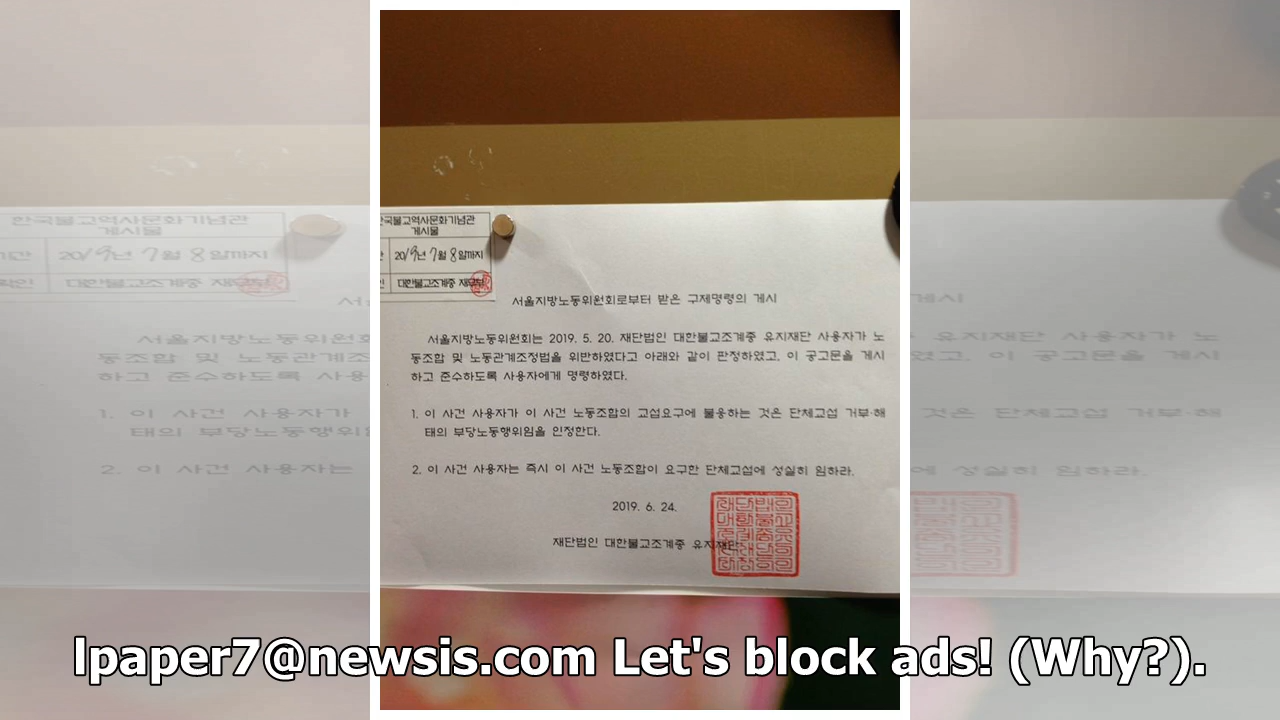 한국불교역사문화기념관
게시물
2019년 7월 8일까지
대한불교조계종 재무부
서울지방노동위원회로부터 받은 구제명령의 게시
서울지방노동위원회는 2019. 5. 20. 재단법인 대한불교조계종 유지재단 사용자가 노
동조합 및 노동관계조정법을 위반하였다고 아래와 같이 판정하였고, 이 공고문을 게시
하고 준수하도록 사용자에게 명령하였다.
1. 이 사건 사용자가 이 사건 노동조합의 교섭요구에 불응하는 것은 단체교섭 거부·해
태의 부당노동행위임을 인정한다.
2. 이 사건 사용자는 즉시 이 사건 노동조합이 요구한 단체교섭에 성실히 임하라.
2019. 6. 24.
재단법인 대한불교조계종 유지재단
lpaper7@newsis.com Let's block ads! (Why?).